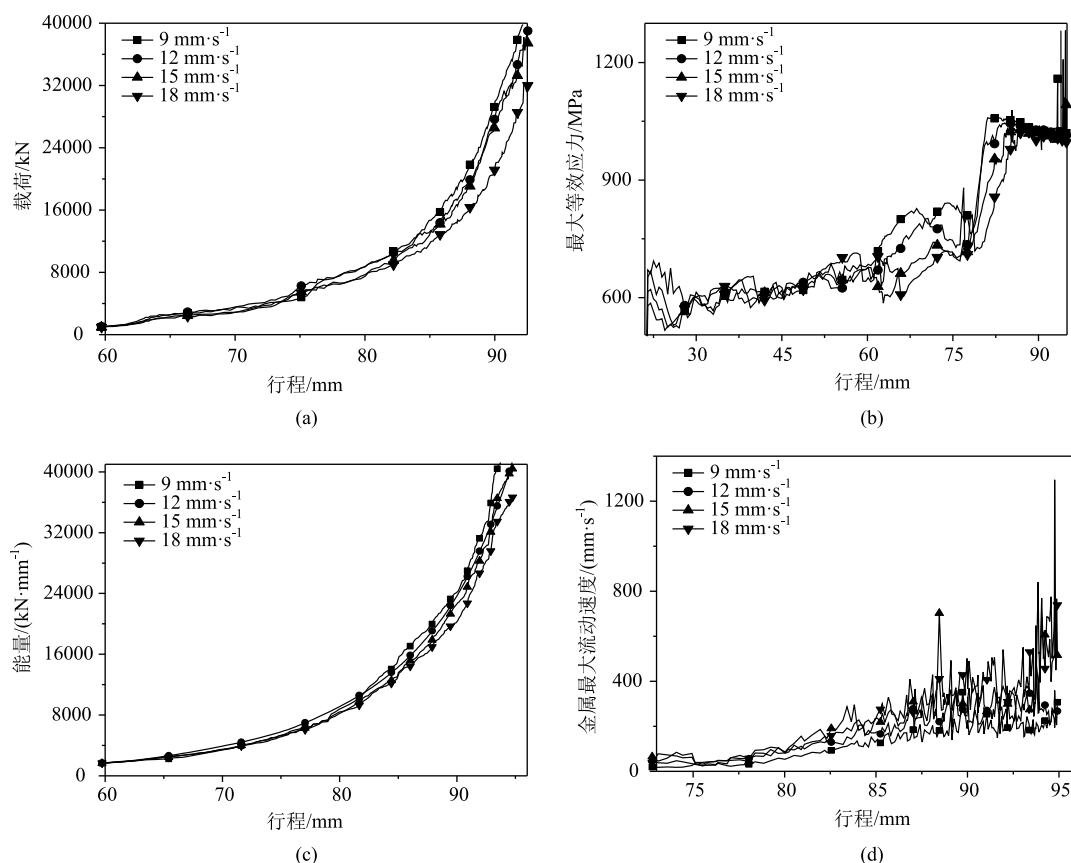 40000
32000
24000
16000
8000
0
载荷/kN
9 mm·s⁻¹
12 mm·s⁻¹
15 mm·s⁻¹
18 mm·s⁻¹
60 70 80 90
行程/mm
(a)
1200
900
600
最大等效应力/MPa
9 mm·s⁻¹
12 mm·s⁻¹
15 mm·s⁻¹
18 mm·s⁻¹
30 45 60 75 90
行程/mm
(b)
40000
32000
24000
16000
8000
0
能量/(kN·mm⁻¹)
9 mm·s⁻¹
12 mm·s⁻¹
15 mm·s⁻¹
18 mm·s⁻¹
60 70 80 90
行程/mm
(c)
1200
800
400
0
金属最大流动速度/(mm·s⁻¹)
9 mm·s⁻¹
12 mm·s⁻¹
15 mm·s⁻¹
18 mm·s⁻¹
75 80 85 90 95
行程/mm
(d)